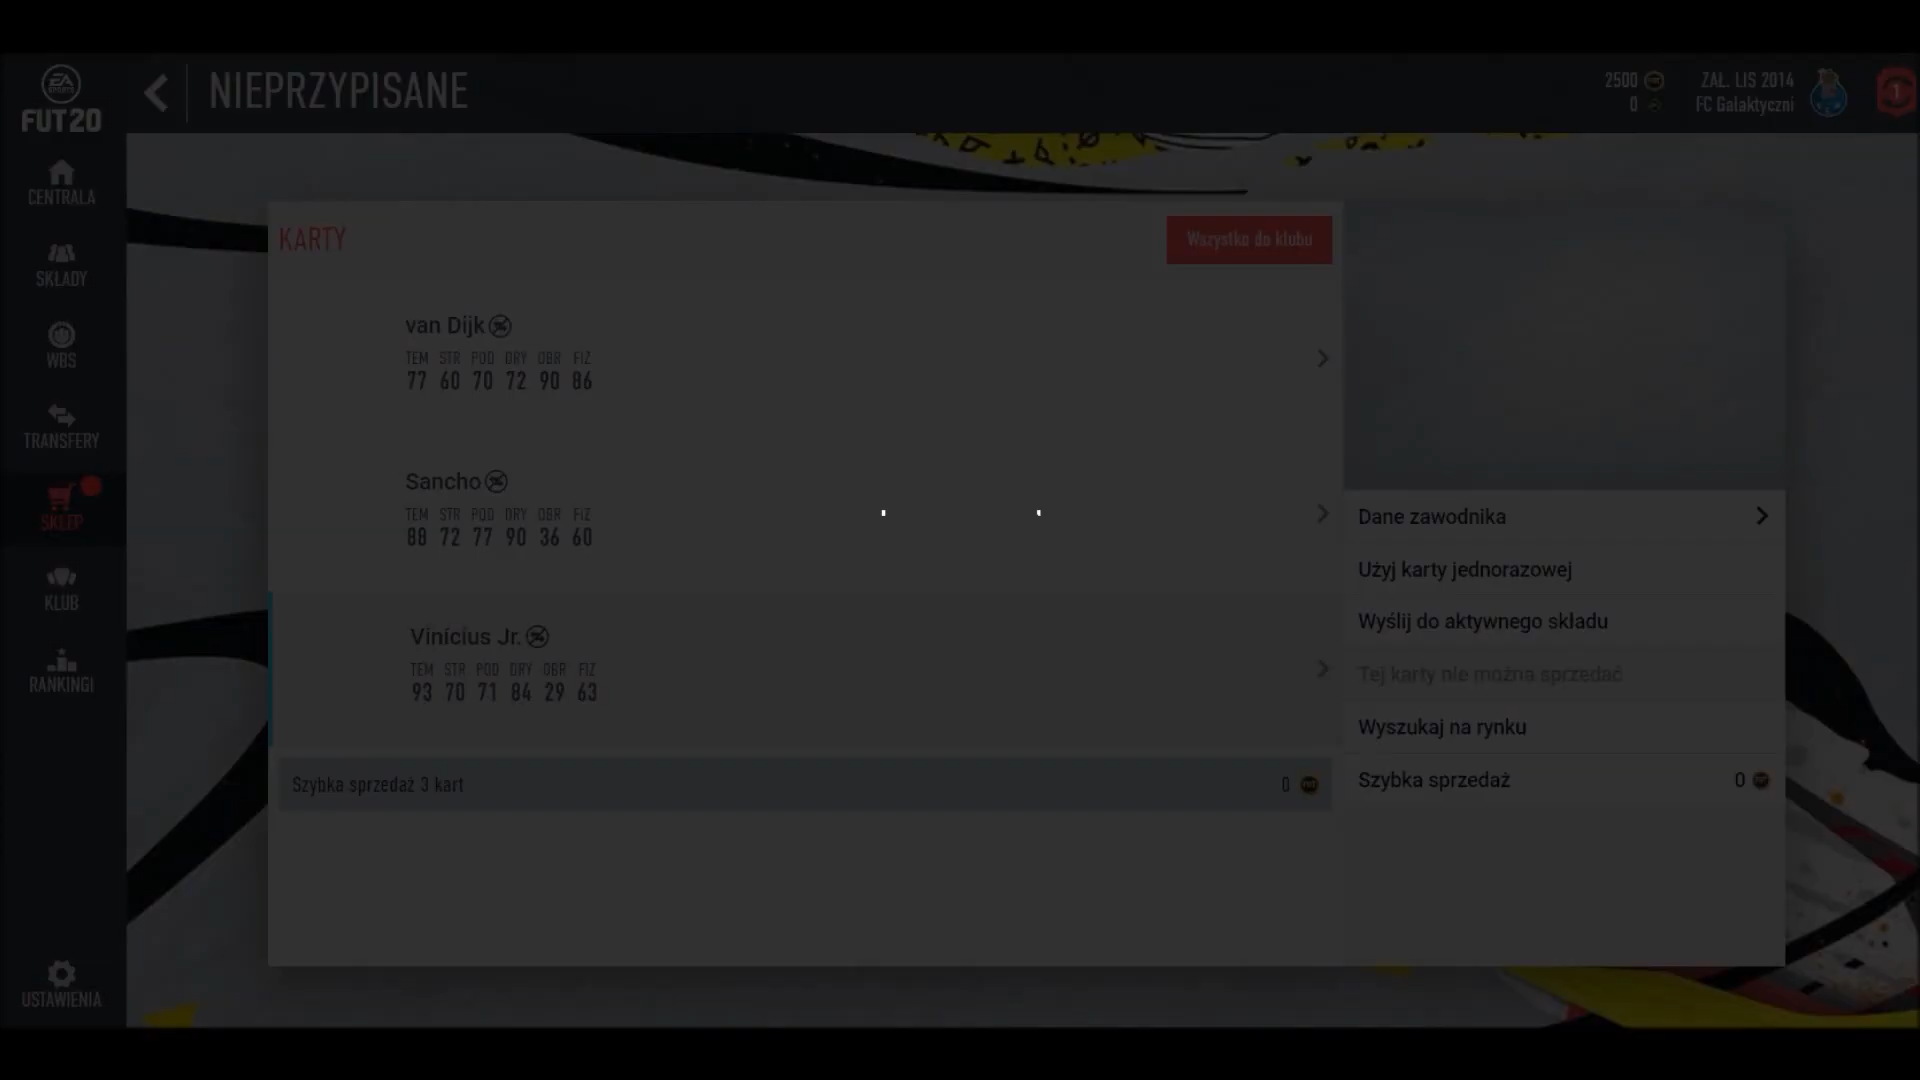 EA SPORTS
FUT20
NIEPRZYPISANE
2500
0
ZAŁ. LIS 2014
FC Galaktyczni
1
CENTRALA
SKŁADY
WBS
TRANSFERY
SKLEP
KLUB
RANKINGI
USTAWIENIA
KARTY
Wszystko do klubu
van Dijk
TEM STR POD DRY OBR FIZ
77 60 70 72 90 86
Sancho
TEM STR POD DRY OBR FIZ
88 72 77 90 36 60
Vinícius Jr.
TEM STR POD DRY OBR FIZ
93 70 71 84 29 63
Szybka sprzedaż 3 kart 0
Dane zawodnika
Użyj karty jednorazowej
Wyślij do aktywnego składu
Tej karty nie można sprzedać
Wyszukaj na rynku
Szybka sprzedaż 0